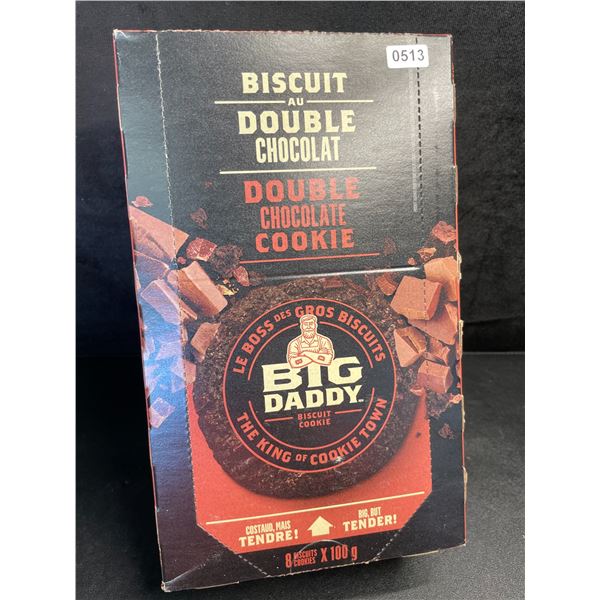 0513
BISCUIT
AU
DOUBLE
CHOCOLAT
DOUBLE
CHOCOLATE
COOKIE
LE BOSS DES GROS BISCUITS
BIG
DADDY™
BISCUIT
COOKIE
THE KING OF COOKIE TOWN
COSTAUD, MAIS
TENDRE!
BIG, BUT
TENDER!
8 BISCUITS
COOKIES X 100 g